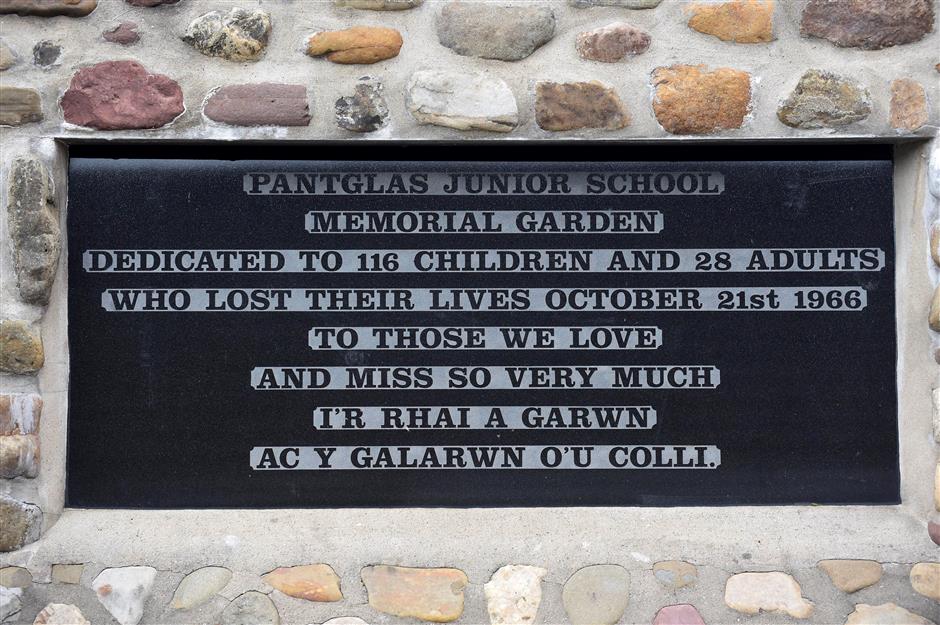 PANTGLAS JUNIOR SCHOOL
MEMORIAL GARDEN
DEDICATED TO 116 CHILDREN AND 28 ADULTS
WHO LOST THEIR LIVES OCTOBER 21st 1966
TO THOSE WE LOVE
AND MISS SO VERY MUCH
I'R RHAI A GARWN
AC Y GALARWN O'U COLLI.